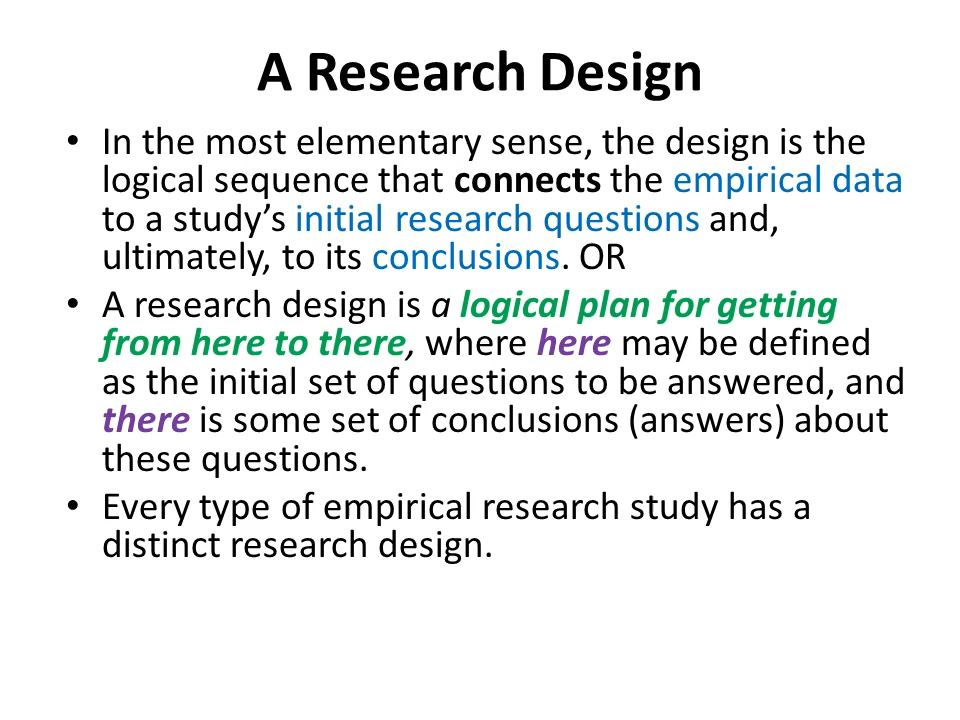 A Research Design
• In the most elementary sense, the design is the
logical sequence that connects the empirical data
to a study’s initial research questions and,
ultimately, to its conclusions. OR
• A research design is a logical plan for getting
from here to there, where here may be defined
as the initial set of questions to be answered, and
there is some set of conclusions (answers) about
these questions.
• Every type of empirical research study has a
distinct research design.